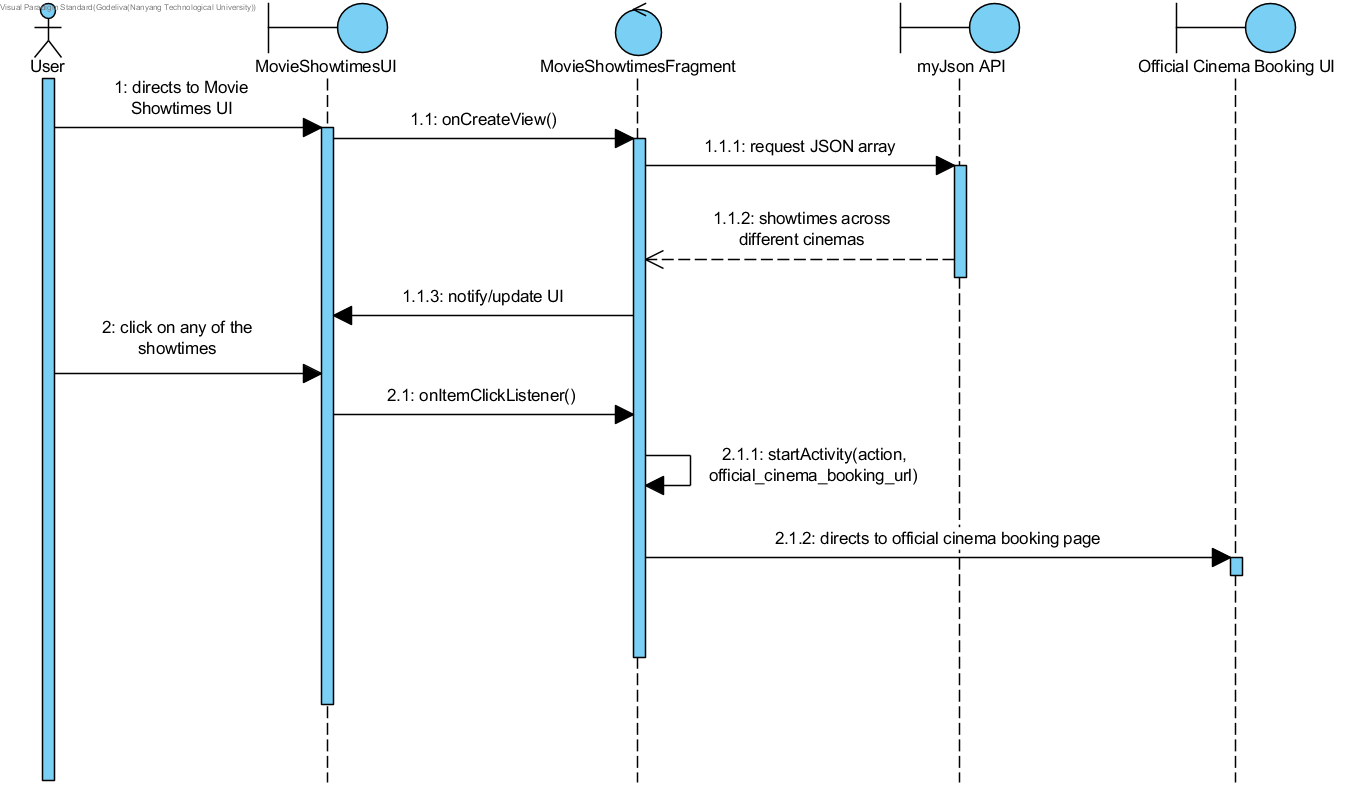 Visual Paradigm Standard(Godeliva(Nanyang Technological University))
User
MovieShowtimesUI
MovieShowtimesFragment
myJson API
Official Cinema Booking UI
1: directs to Movie
Showtimes UI
1.1: onCreateView()
1.1.1: request JSON array
1.1.2: showtimes across
different cinemas
1.1.3: notify/update UI
2: click on any of the
showtimes
2.1: onItemClickListener()
2.1.1: startActivity(action,
official_cinema_booking_url)
2.1.2: directs to official cinema booking page